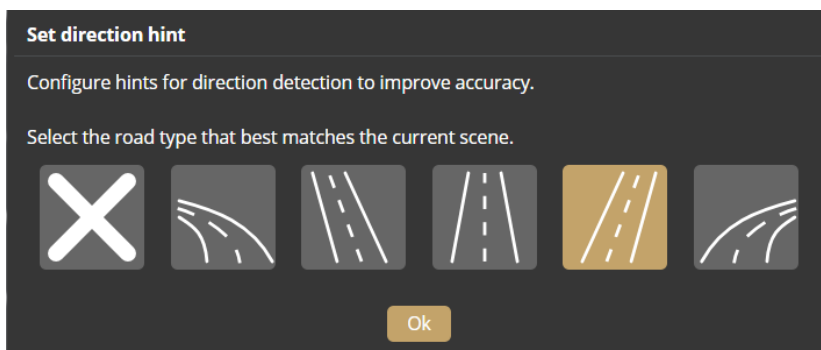 Set direction hint
Configure hints for direction detection to improve accuracy.
Select the road type that best matches the current scene.
Ok